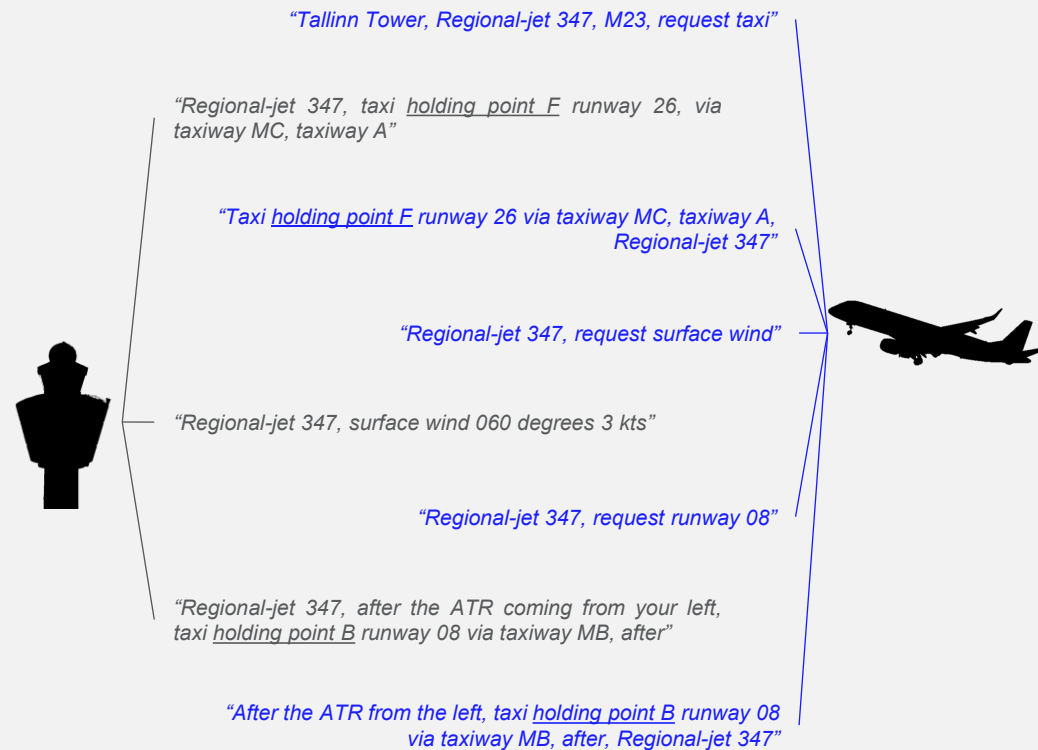 “Tallinn Tower, Regional-jet 347, M23, request taxi”
“Regional-jet 347, taxi holding point F runway 26, via
taxiway MC, taxiway A”
“Taxi holding point F runway 26 via taxiway MC, taxiway A,
Regional-jet 347”
“Regional-jet 347, request surface wind”
“Regional-jet 347, surface wind 060 degrees 3 kts”
“Regional-jet 347, request runway 08”
“Regional-jet 347, after the ATR coming from your left,
taxi holding point B runway 08 via taxiway MB, after”
“After the ATR from the left, taxi holding point B runway 08
via taxiway MB, after, Regional-jet 347”